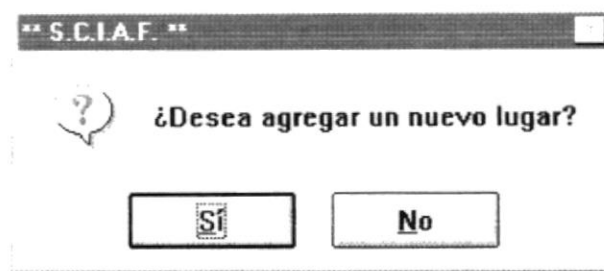 ** S.C.I.A.F. **
¿Desea agregar un nuevo lugar?
Sí No